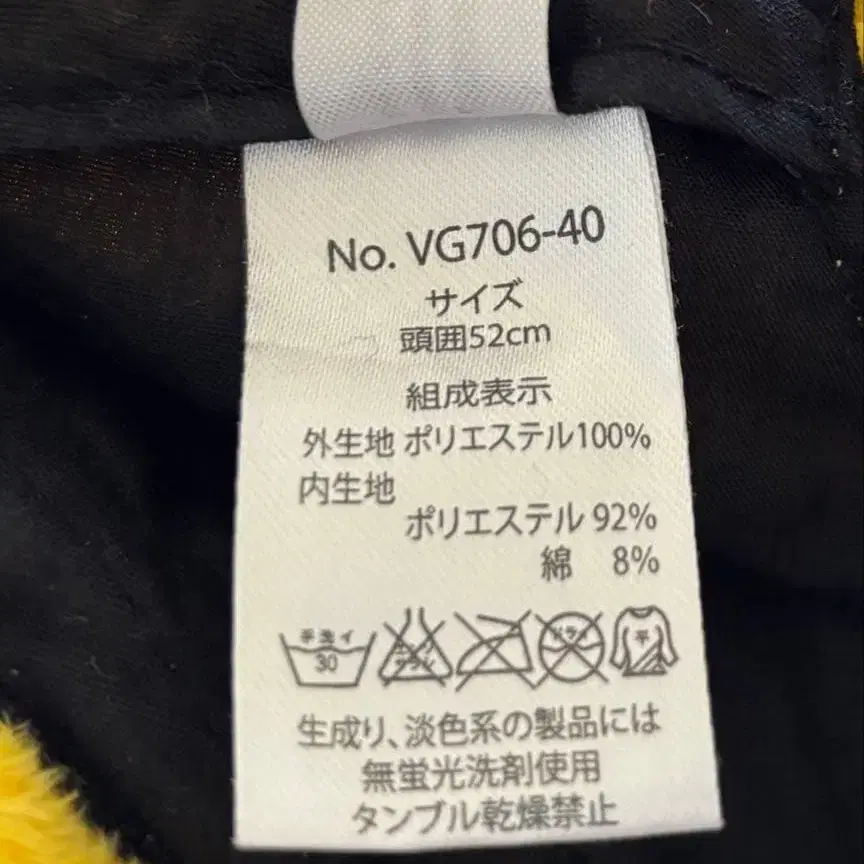 No. VG706-40
サイズ
頭囲52cm
組成表示
外生地 ポリエステル100%
内生地
ポリエステル 92%
綿 8%
手洗イ 30 平
生成り、淡色系の製品には
無蛍光洗剤使用
タンブル乾燥禁止